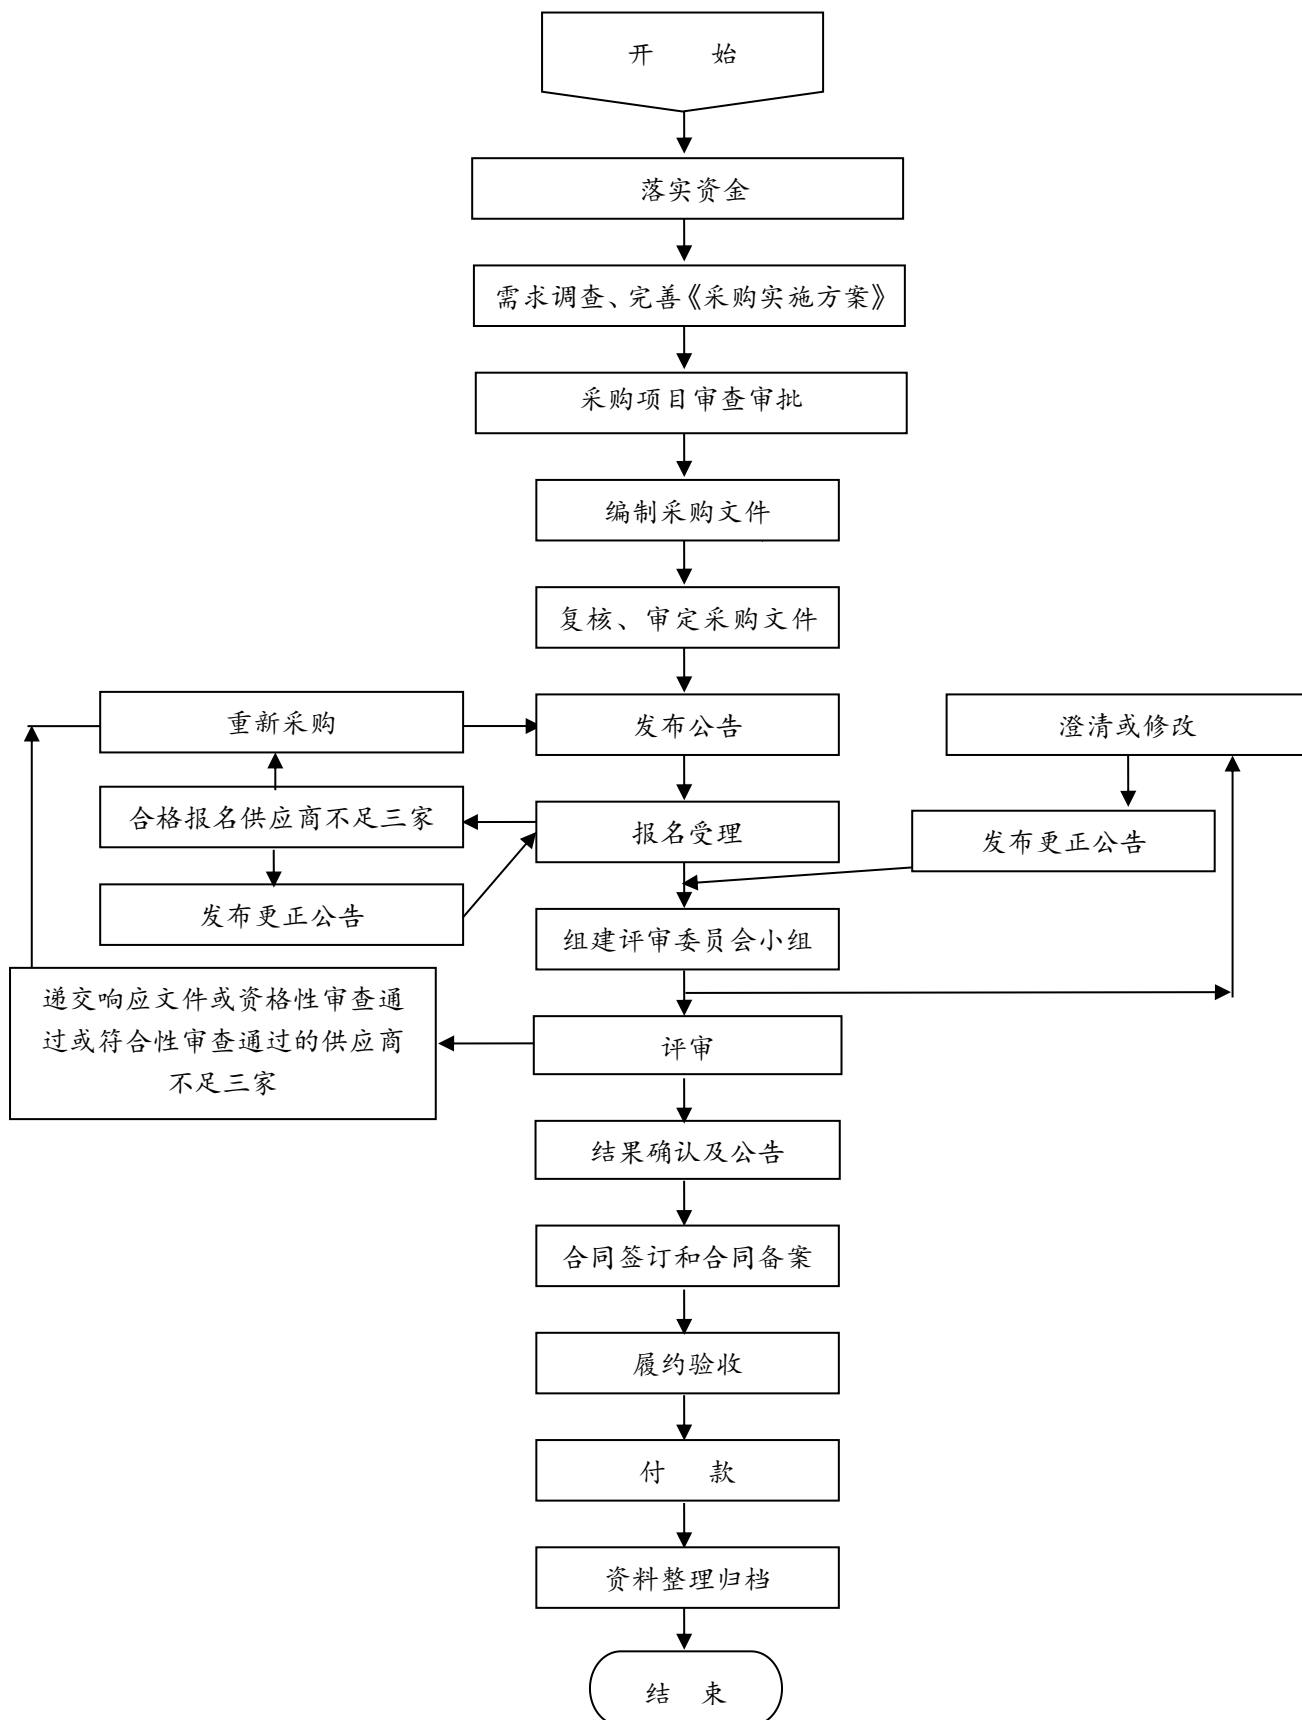 开 始
落实资金
需求调查、完善《采购实施方案》
采购项目审查审批
编制采购文件
复核、审定采购文件
重新采购
发布公告
澄清或修改
合格报名供应商不足三家
报名受理
发布更正公告
发布更正公告
组建评审委员会小组
递交响应文件或资格性审查通
过或符合性审查通过的供应商
不足三家
评审
结果确认及公告
合同签订和合同备案
履约验收
付 款
资料整理归档
结 束